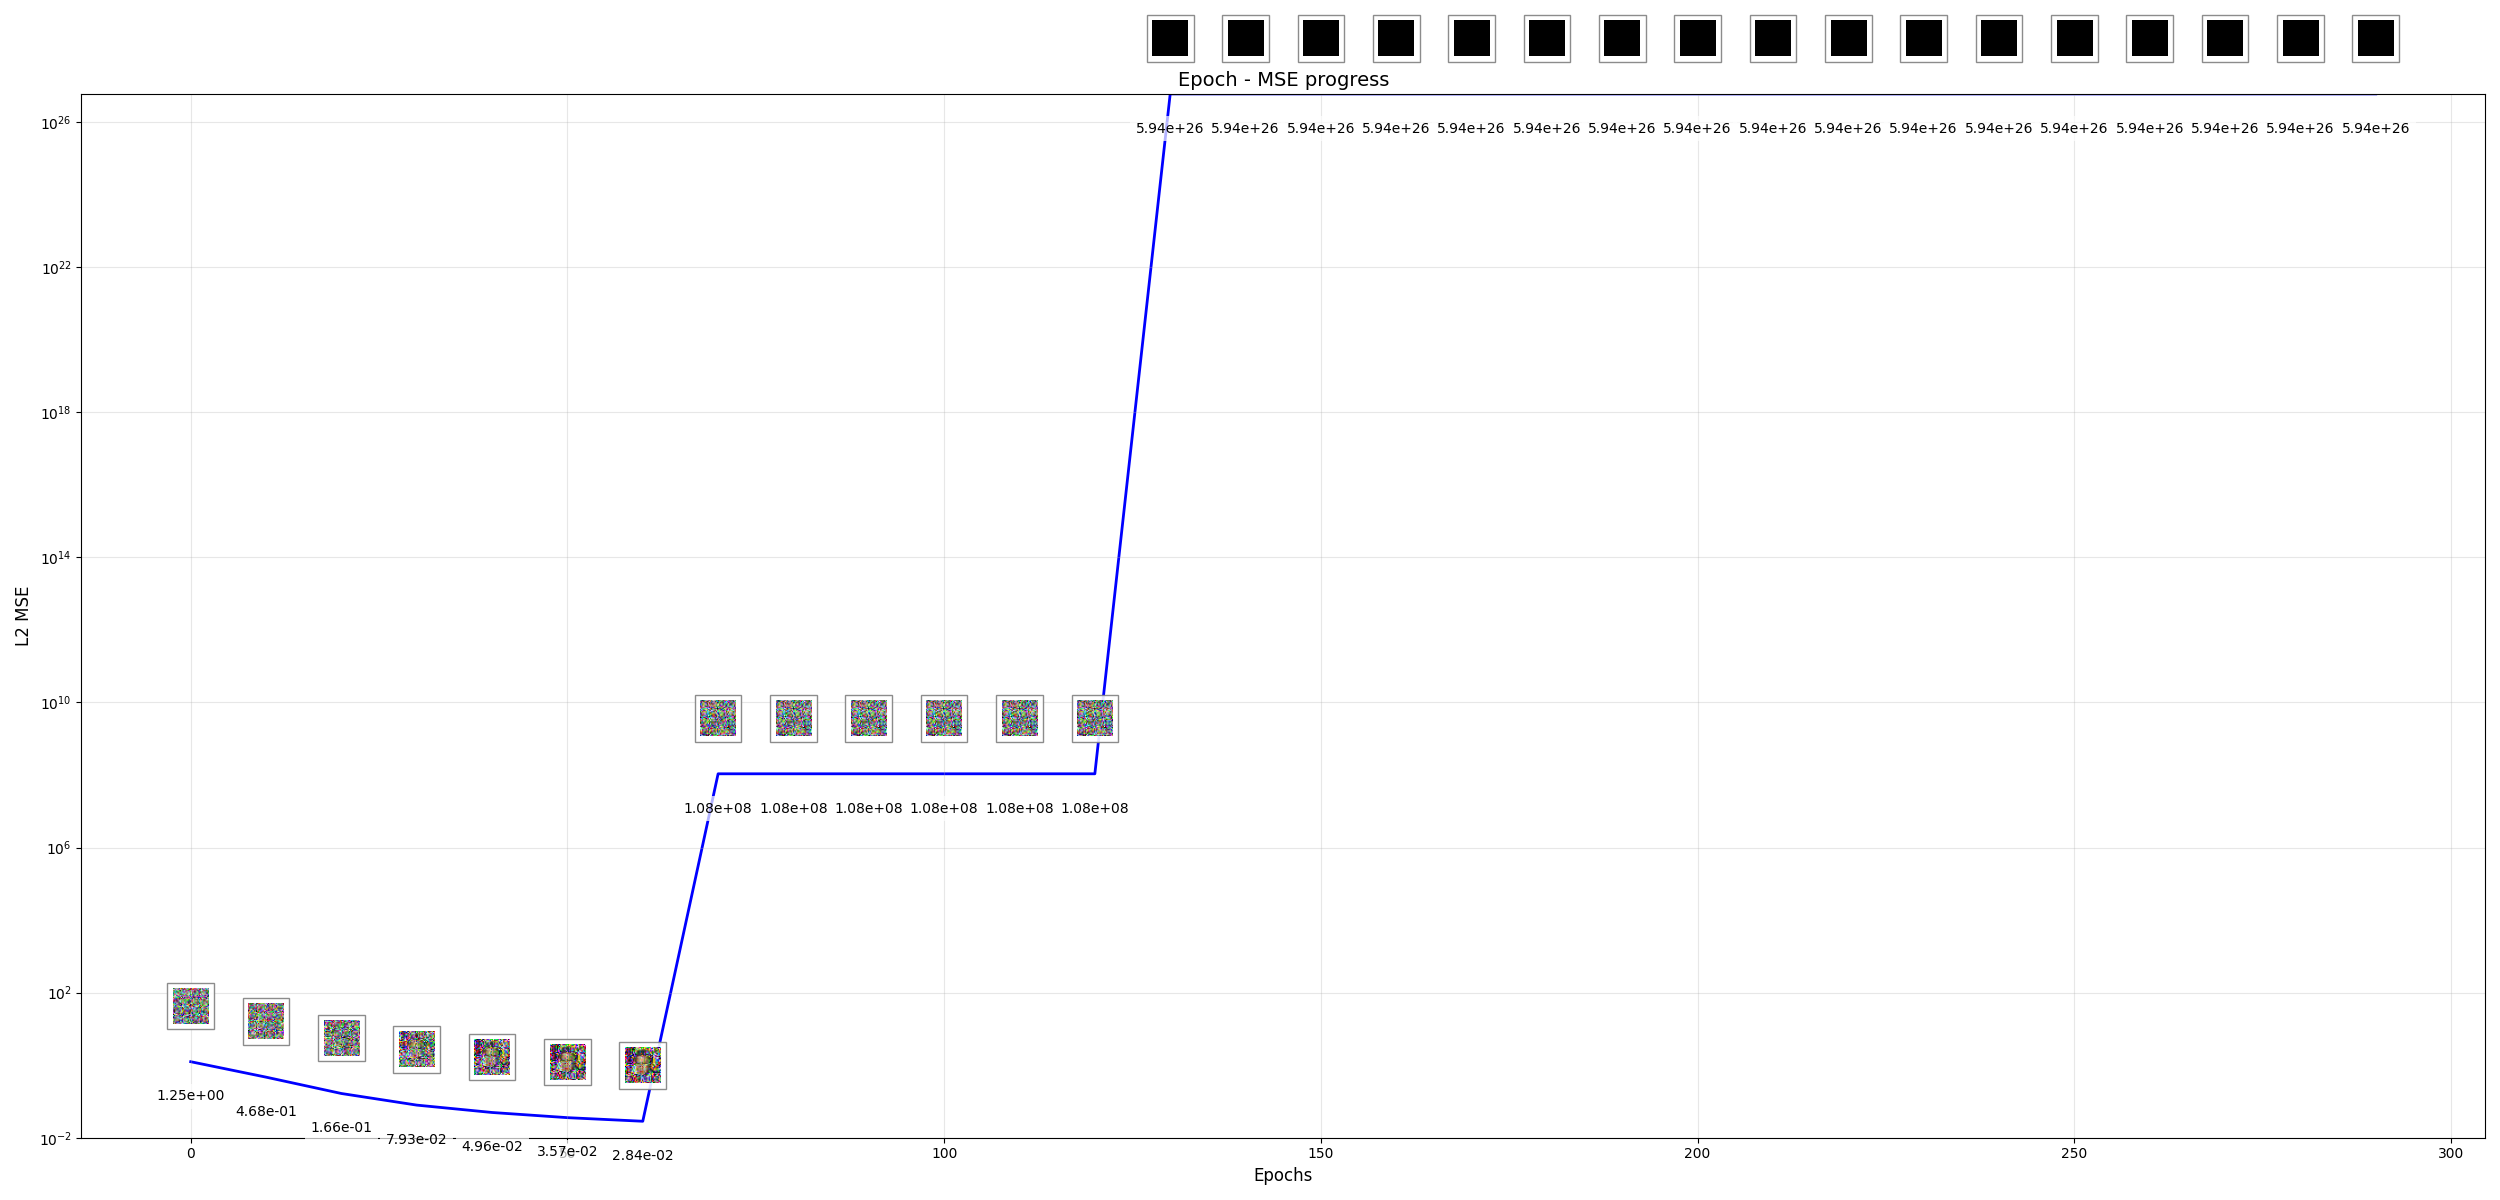 Epoch - MSE progress
10^26
5.94e+26 5.94e+26 5.94e+26 5.94e+26 5.94e+26 5.94e+26 5.94e+26 5.94e+26 5.94e+26 5.94e+26 5.94e+26 5.94e+26 5.94e+26 5.94e+26 5.94e+26 5.94e+26 5.94e+26
10^22
10^18
10^14
L2 MSE
10^10
1.08e+08 1.08e+08 1.08e+08 1.08e+08 1.08e+08 1.08e+08
10^6
10^2
1.25e+00
4.68e-01
1.66e-01
7.93e-02
4.96e-02
3.57e-02
2.84e-02
10^-2
0 50 100 150 200 250 300
Epochs